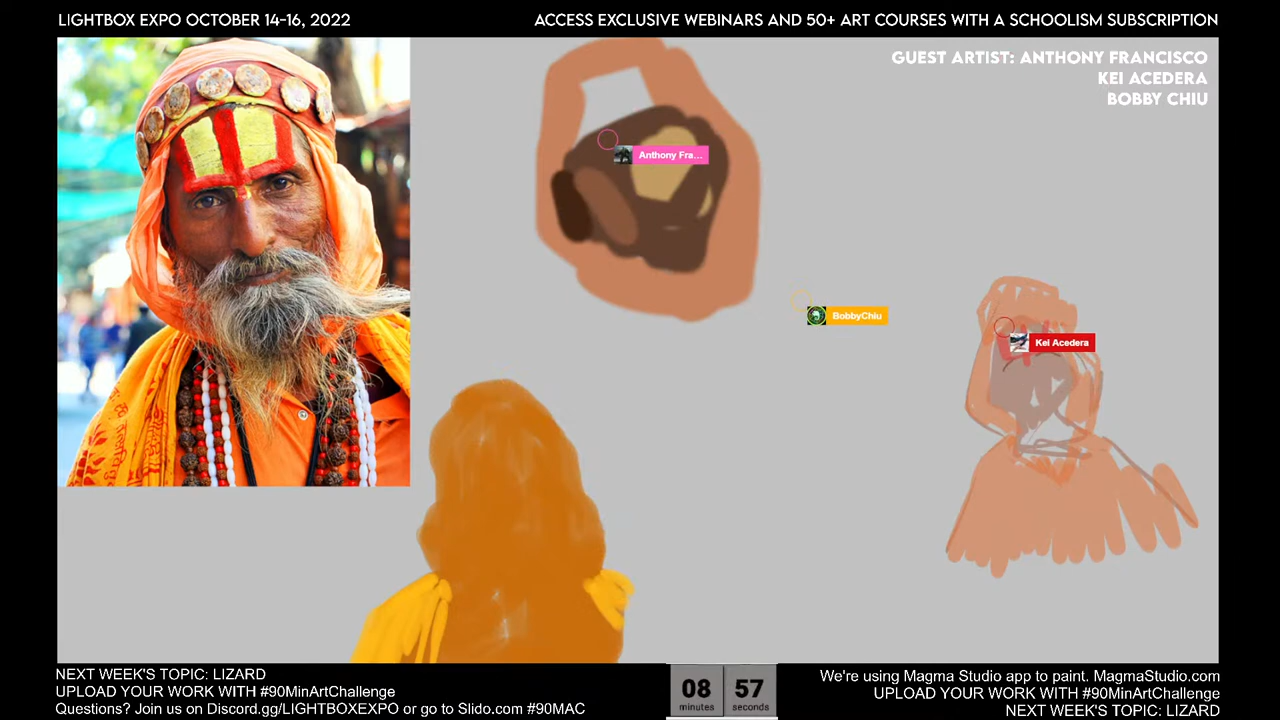 LIGHTBOX EXPO OCTOBER 14-16, 2022
ACCESS EXCLUSIVE WEBINARS AND 50+ ART COURSES WITH A SCHOOLISM SUBSCRIPTION
GUEST ARTIST: ANTHONY FRANCISCO
KEI ACEDERA
BOBBY CHIU
Anthony Fra...
BobbyChiu
Kei Acedera
NEXT WEEK'S TOPIC: LIZARD
UPLOAD YOUR WORK WITH #90MinArtChallenge
Questions? Join us on Discord.gg/LIGHTBOXEXPO or go to Slido.com #90MAC
08 57
minutes seconds
We're using Magma Studio app to paint. MagmaStudio.com
UPLOAD YOUR WORK WITH #90MinArtChallenge
NEXT WEEK'S TOPIC: LIZARD